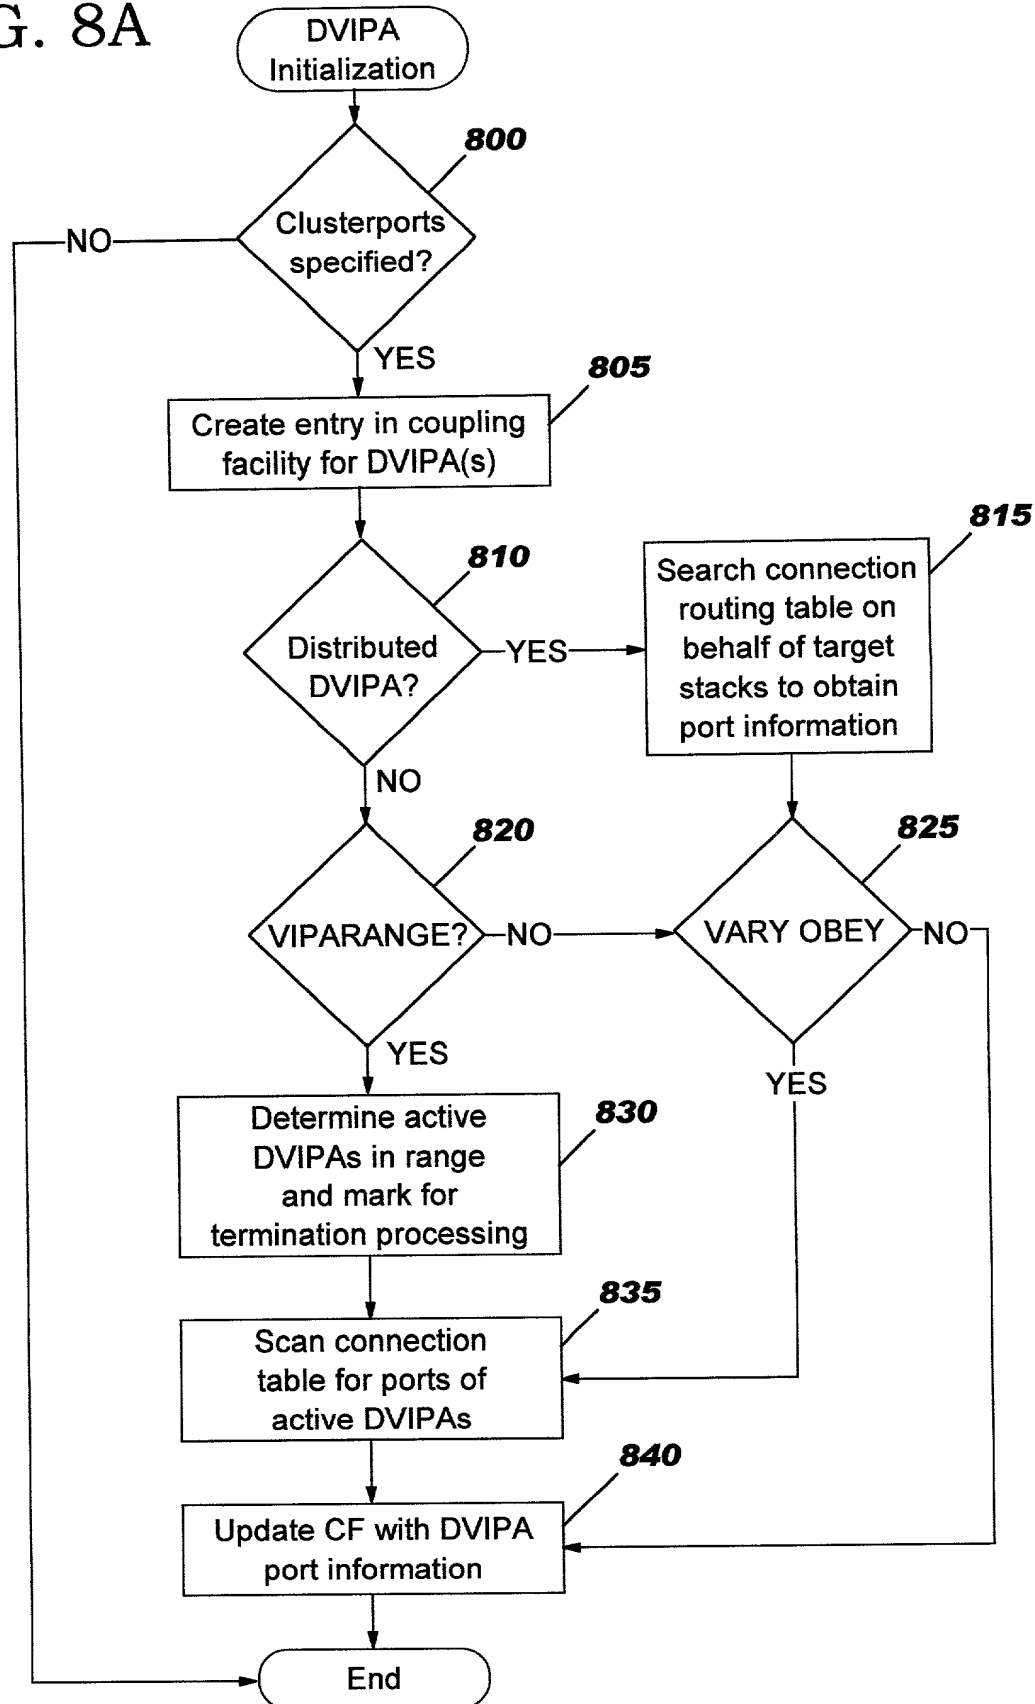 G. 8A
DVIPA
Initialization
800
Clusterports
specified?
NO
YES
805
Create entry in coupling
facility for DVIPA(s)
810
Distributed
DVIPA?
YES
815
Search connection
routing table on
behalf of target
stacks to obtain
port information
NO
820
VIPARANGE?
NO
825
VARY OBEY
NO
YES
YES
830
Determine active
DVIPAs in range
and mark for
termination processing
835
Scan connection
table for ports of
active DVIPAs
840
Update CF with DVIPA
port information
End